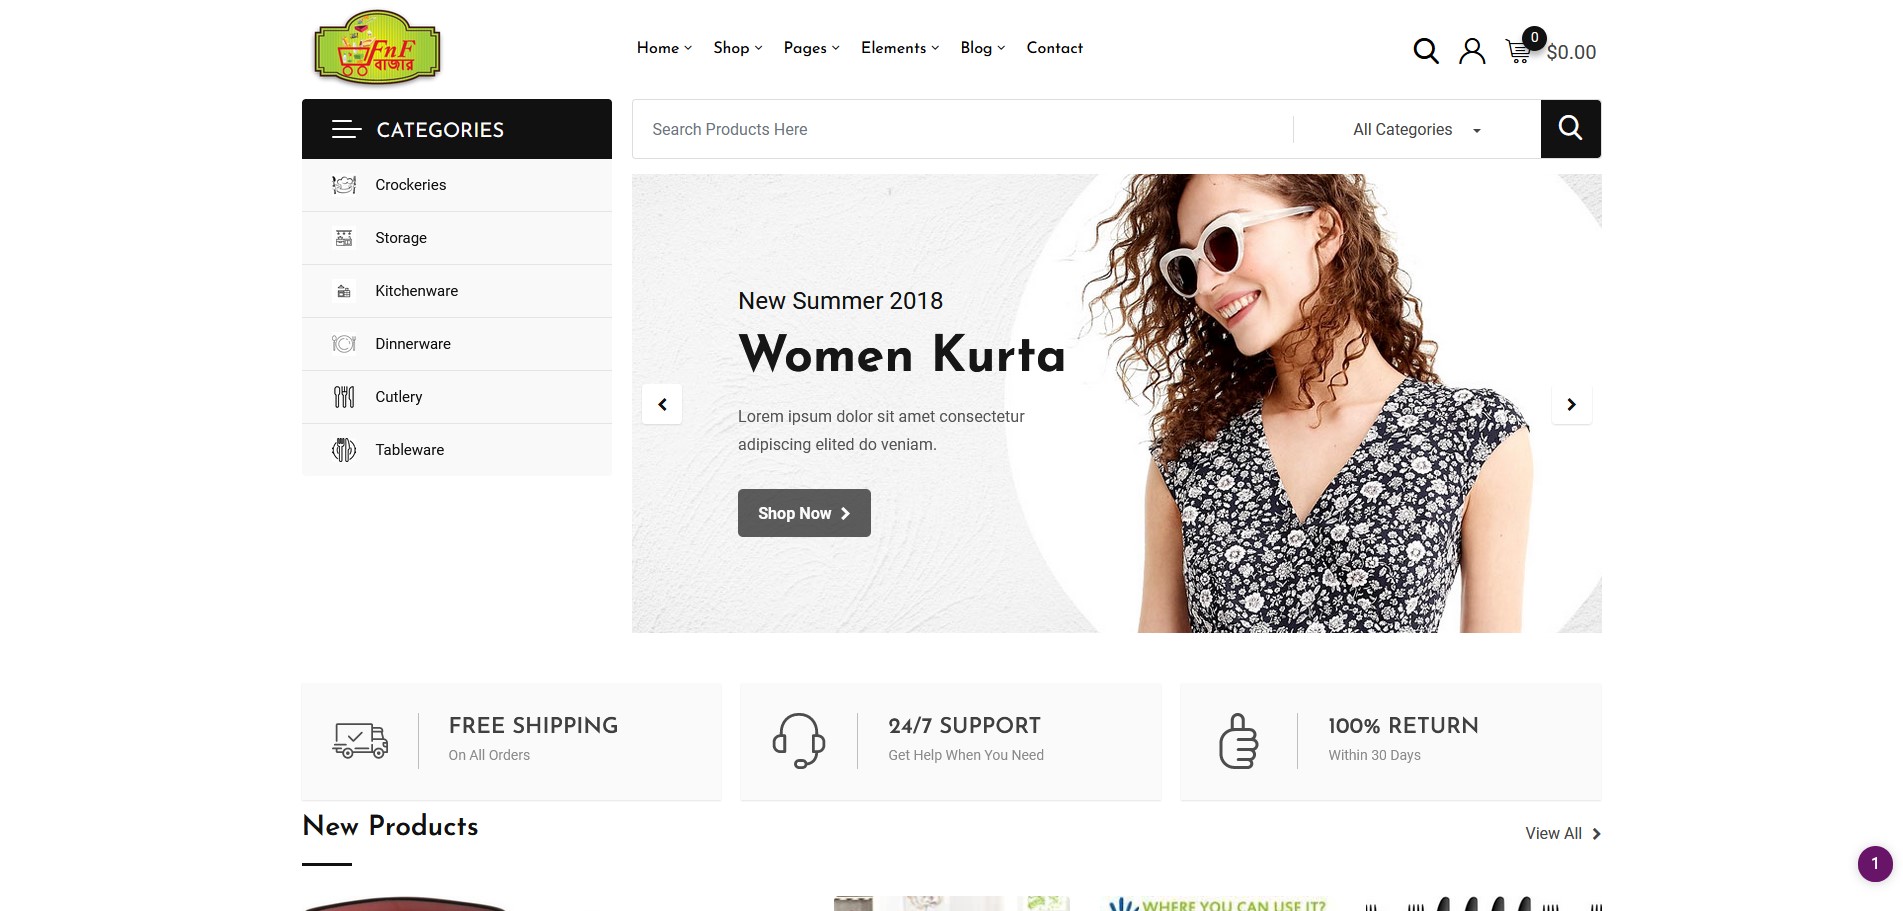 FnF
বাজার
Home
Shop
Pages
Elements
Blog
Contact
0
$0.00
CATEGORIES
Search Products Here
All Categories
Crockeries
Storage
Kitchenware
Dinnerware
Cutlery
Tableware
New Summer 2018
Women Kurta
Lorem ipsum dolor sit amet consectetur
adipiscing elited do veniam.
Shop Now
FREE SHIPPING
On All Orders
24/7 SUPPORT
Get Help When You Need
100% RETURN
Within 30 Days
New Products
View All
1
WHERE YOU CAN USE IT?